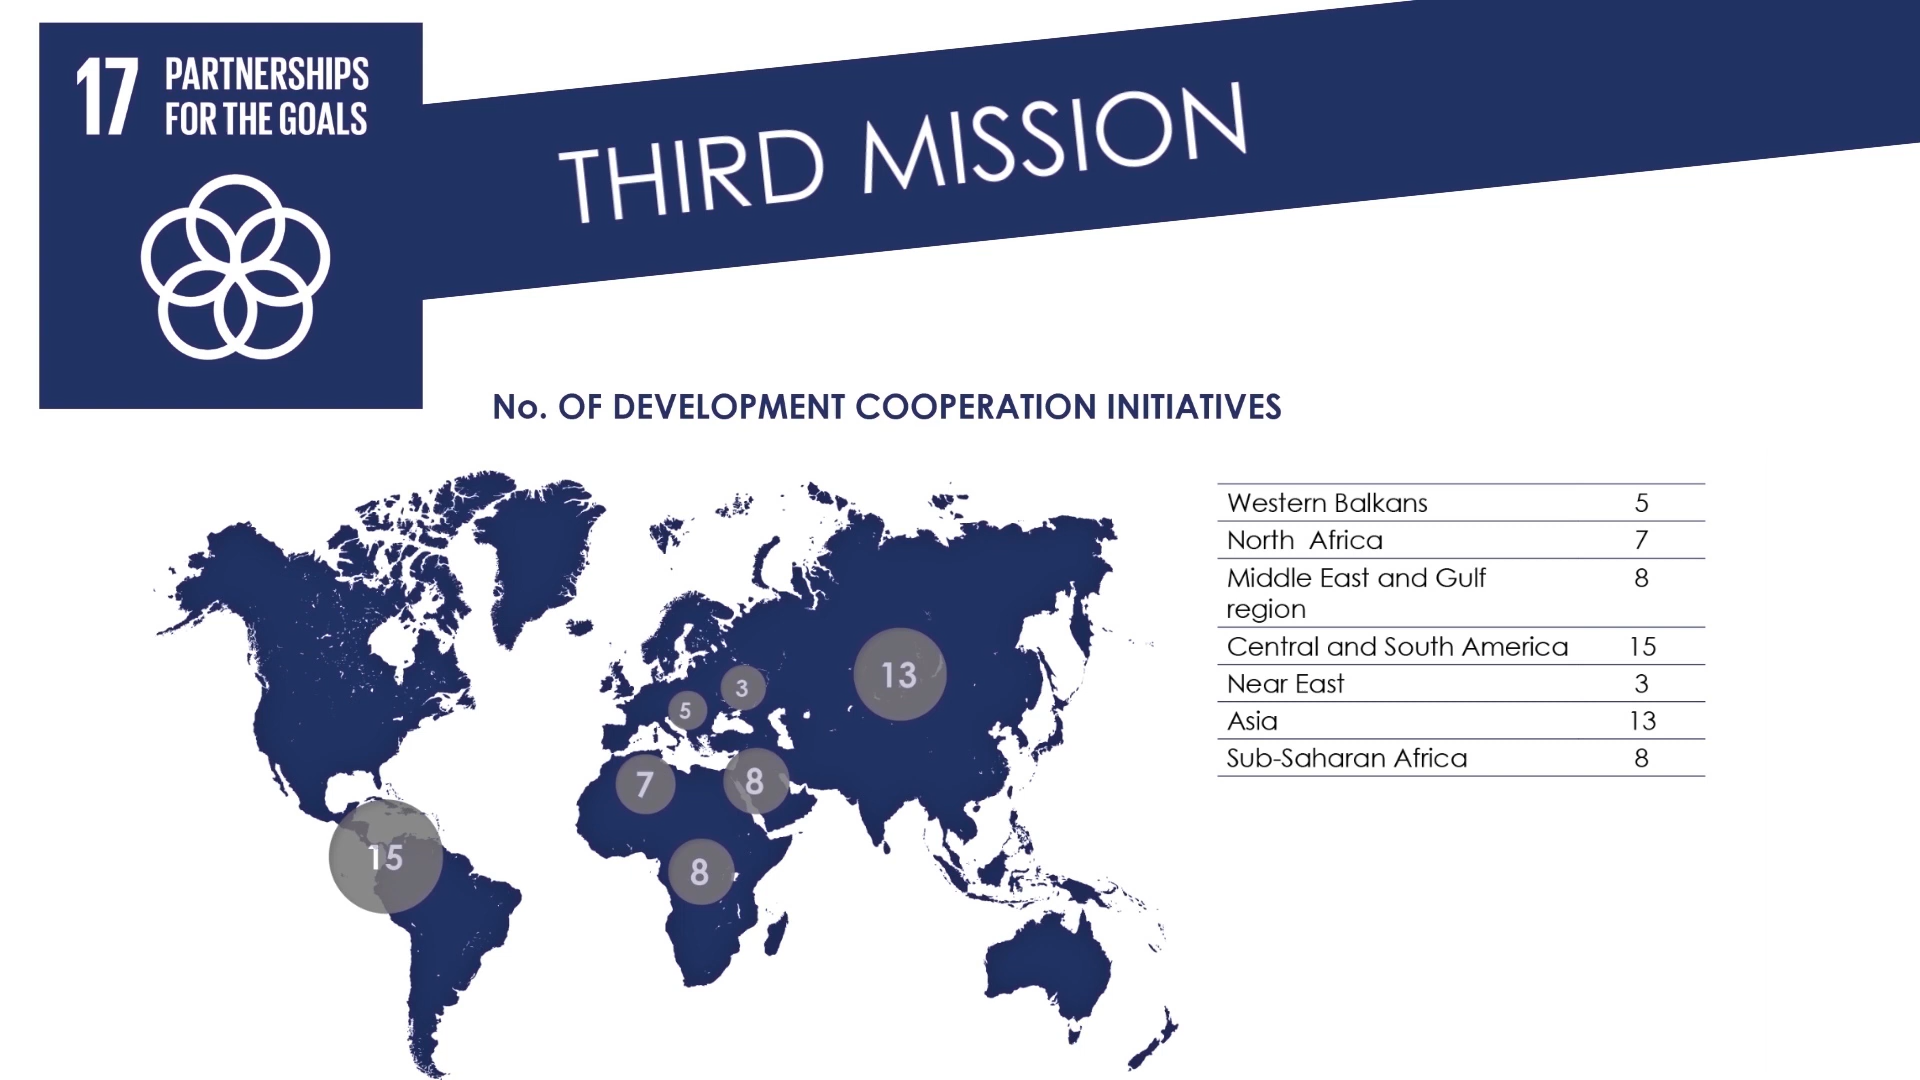 17 PARTNERSHIPS
FOR THE GOALS
THIRD MISSION
No. OF DEVELOPMENT COOPERATION INITIATIVES
Western Balkans 5
North Africa 7
Middle East and Gulf 8
region
Central and South America 15
Near East 3
Asia 13
Sub-Saharan Africa 8
13
3
5
7
8
15
8